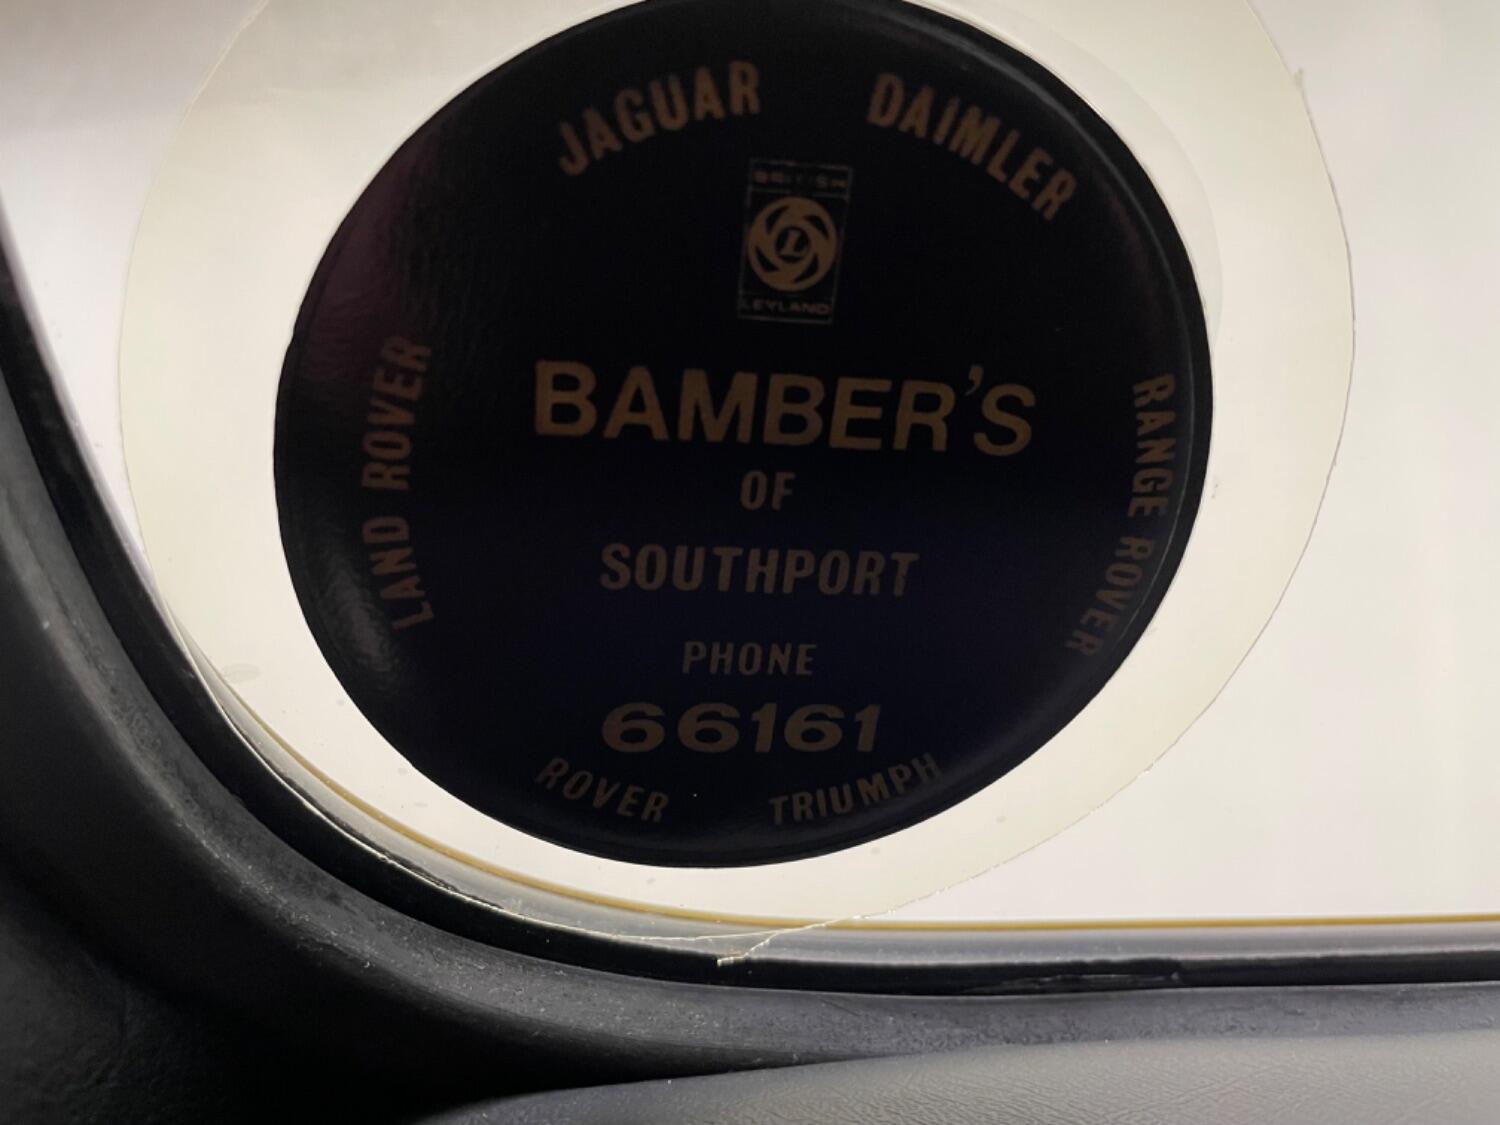 JAGUAR DAIMLER
BRITISH
L
LEYLAND
LAND ROVER
BAMBER'S
OF
SOUTHPORT
RANGE ROVER
PHONE
66161
ROVER TRIUMPH